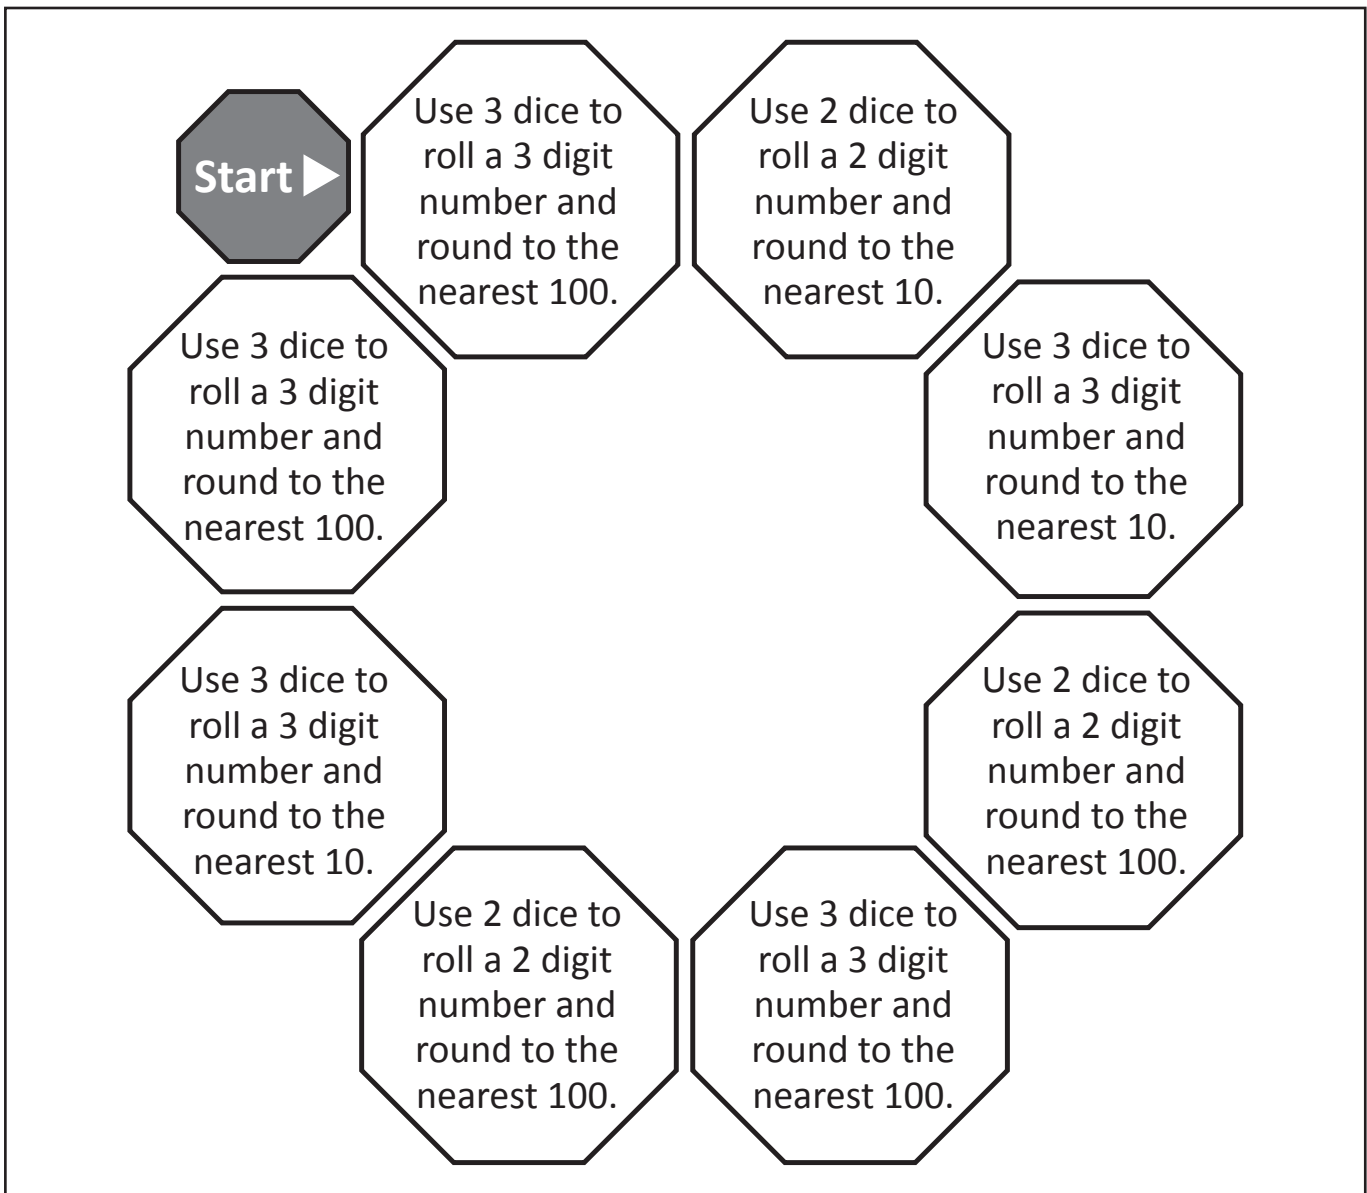 Start
Use 3 dice to
roll a 3 digit
number and
round to the
nearest 100.
Use 2 dice to
roll a 2 digit
number and
round to the
nearest 10.
Use 3 dice to
roll a 3 digit
number and
round to the
nearest 10.
Use 2 dice to
roll a 2 digit
number and
round to the
nearest 100.
Use 3 dice to
roll a 3 digit
number and
round to the
nearest 100.
Use 2 dice to
roll a 2 digit
number and
round to the
nearest 100.
Use 3 dice to
roll a 3 digit
number and
round to the
nearest 10.
Use 3 dice to
roll a 3 digit
number and
round to the
nearest 100.